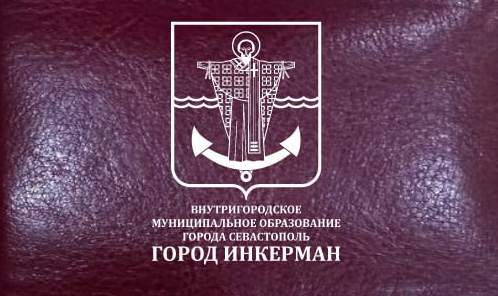 ВНУТРИГОРОДСКОЕ
МУНИЦИПАЛЬНОЕ ОБРАЗОВАНИЕ
ГОРОДА СЕВАСТОПОЛЬ
ГОРОД ИНКЕРМАН